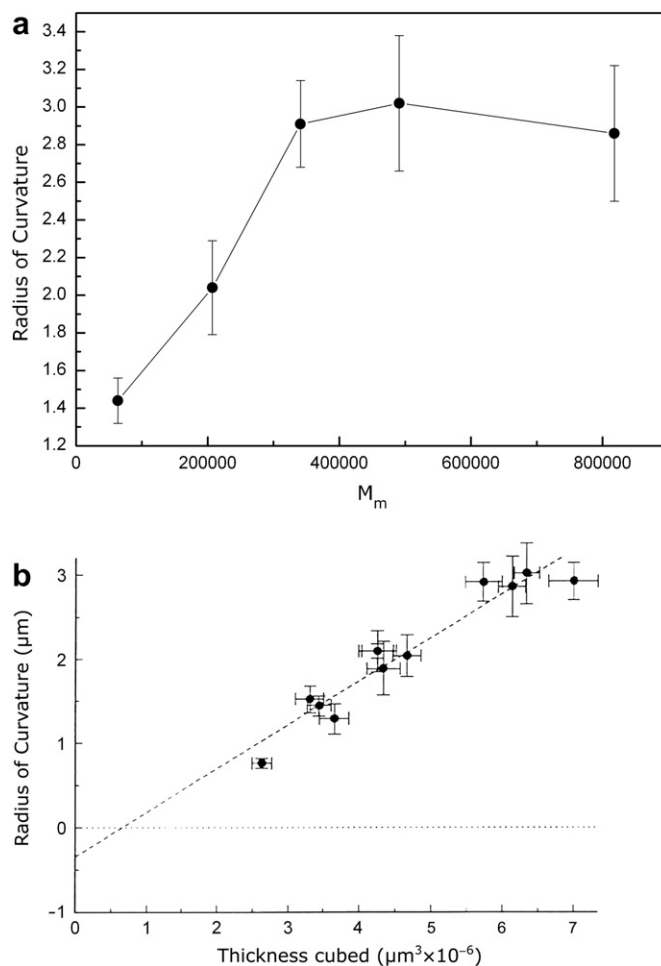 a
3.4
3.2
3.0
2.8
2.6
2.4
2.2
2.0
1.8
1.6
1.4
1.2
Radius of Curvature
0 200000 400000 600000 800000
Mm
b
3
2
1
0
−1
Radius of Curvature (μm)
0 1 2 3 4 5 6 7
Thickness cubed (μm³×10⁻⁶)